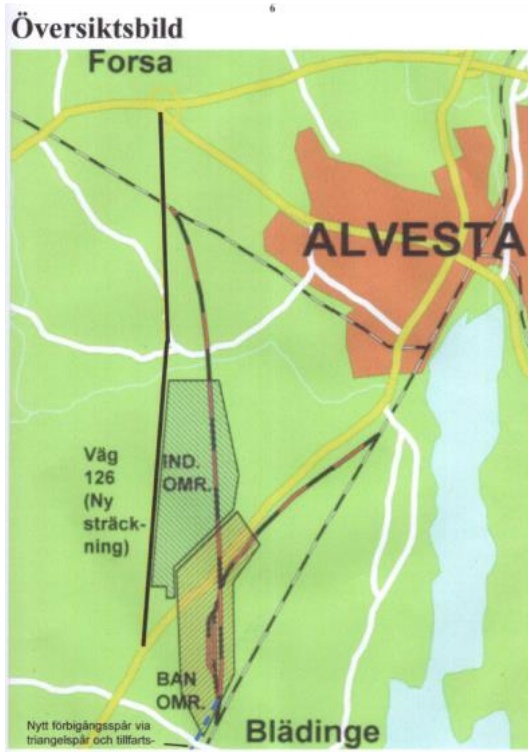 6
Översiktsbild
Forsa
ALVESTA
Väg
126
(Ny
sträck-
ning)
IND.
OMR.
BAN
OMR.
Nytt förbigångsspår via
triangelspår och tillfarts-
Blädinge